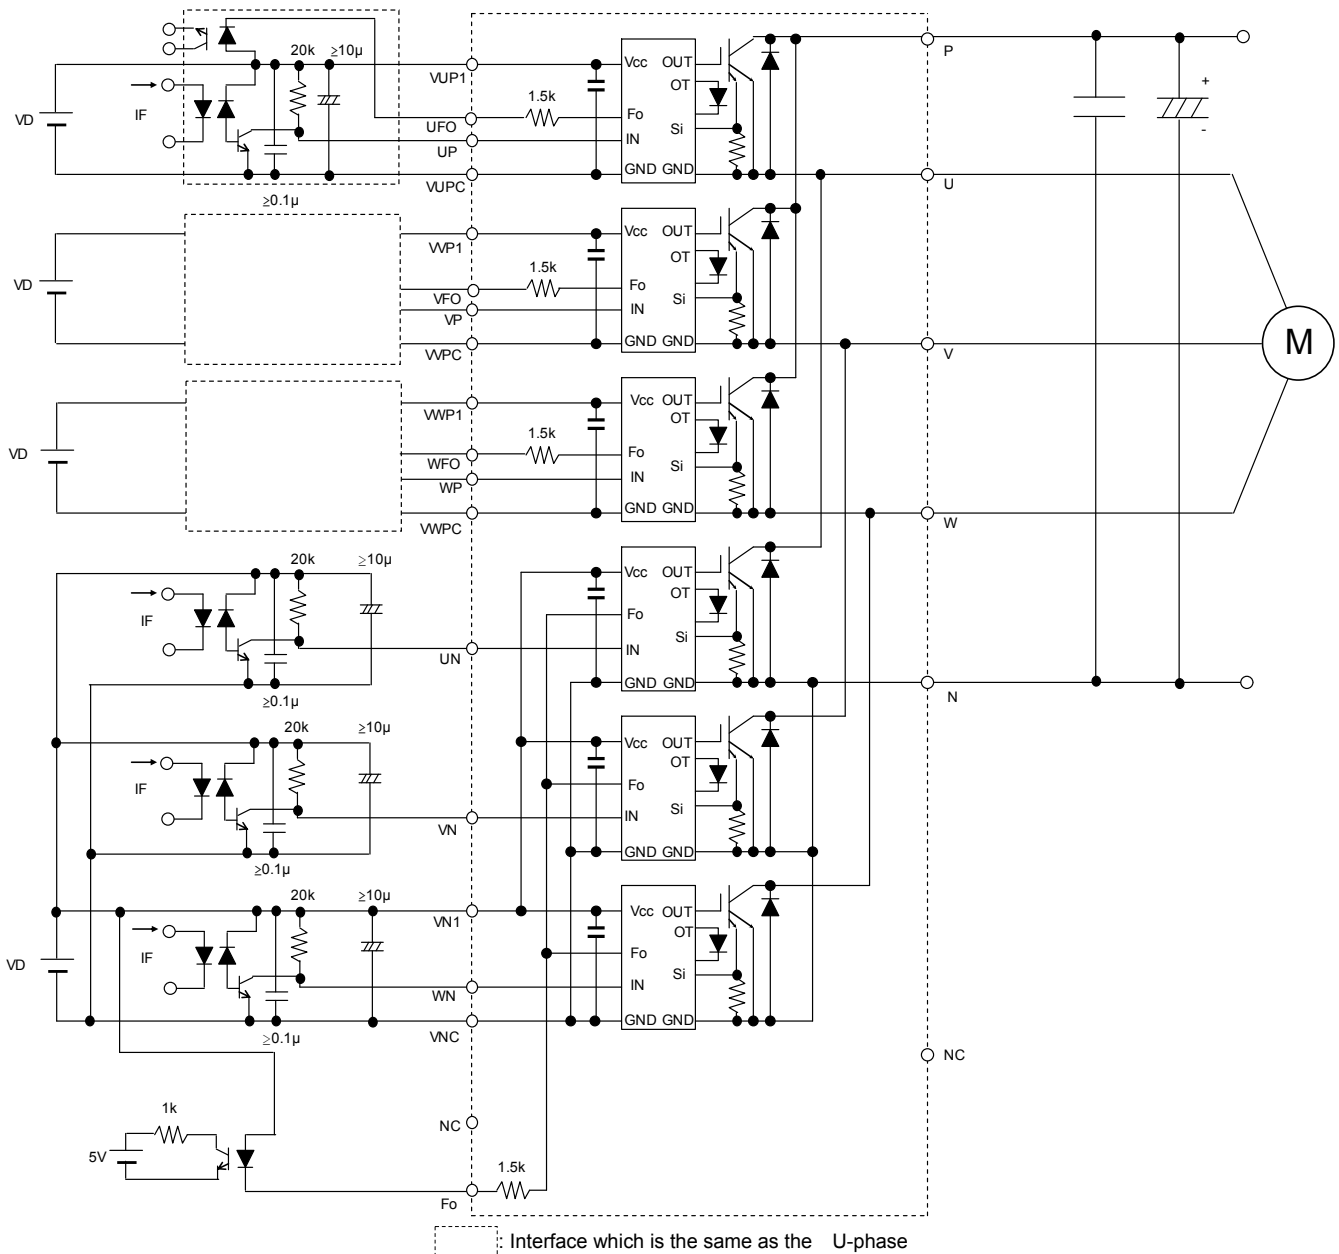 20k
≥10µ
VD
IF
≥0.1µ
VUP1
UFO
UP
VUPC
1.5k
Vcc OUT
OT
Fo
Si
IN
GND GND
P
+
-
U
VD
VVP1
VFO
VP
VVPC
1.5k
Vcc OUT
OT
Fo
Si
IN
GND GND
V
M
VD
VWP1
WFO
WP
VWPC
1.5k
Vcc OUT
OT
Fo
Si
IN
GND GND
W
20k
≥10µ
IF
≥0.1µ
UN
Vcc OUT
OT
Fo
Si
IN
GND GND
N
20k
≥10µ
IF
≥0.1µ
VN
Vcc OUT
OT
Fo
Si
IN
GND GND
20k
≥10µ
VD
IF
≥0.1µ
VN1
WN
VNC
Vcc OUT
OT
Fo
Si
IN
GND GND
NC
NC
1k
5V
1.5k
Fo
: Interface which is the same as the U-phase